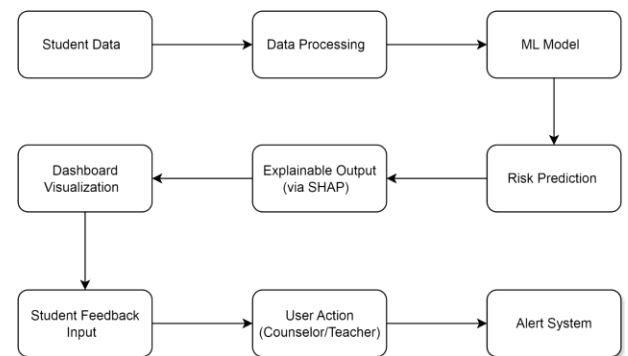 Student Data
Data Processing
ML Model
Dashboard
Visualization
Explainable Output
(via SHAP)
Risk Prediction
Student Feedback
Input
User Action
(Counselor/Teacher)
Alert System